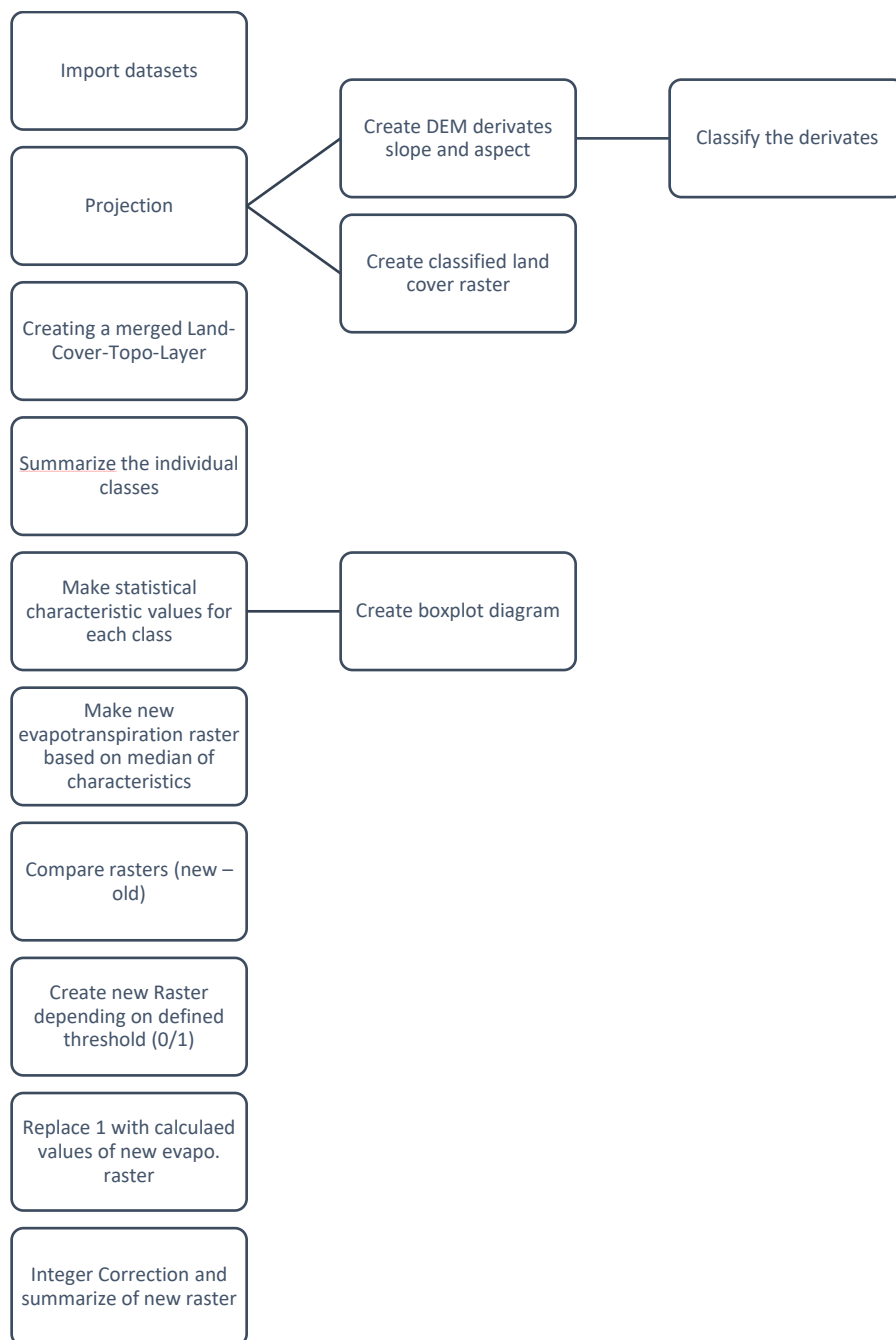 Import datasets
Create DEM derivates
slope and aspect
Classify the derivates
Projection
Create classified land
cover raster
Creating a merged Land-
Cover-Topo-Layer
Summarize the individual
classes
Make statistical
characteristic values for
each class
Create boxplot diagram
Make new
evapotranspiration raster
based on median of
characteristics
Compare rasters (new –
old)
Create new Raster
depending on defined
threshold (0/1)
Replace 1 with calculaed
values of new evapo.
raster
Integer Correction and
summarize of new raster